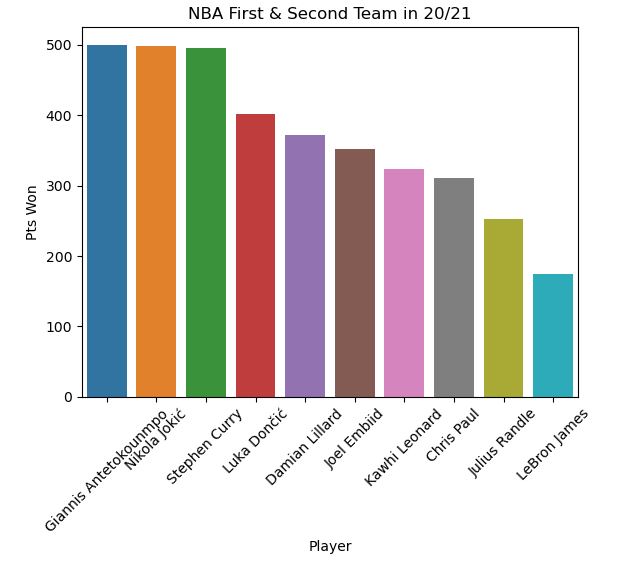 NBA First & Second Team in 20/21
Pts Won
500
400
300
200
100
0
Giannis Antetokounmpo
Nikola Jokić
Stephen Curry
Luka Dončić
Damian Lillard
Joel Embiid
Kawhi Leonard
Chris Paul
Julius Randle
LeBron James
Player